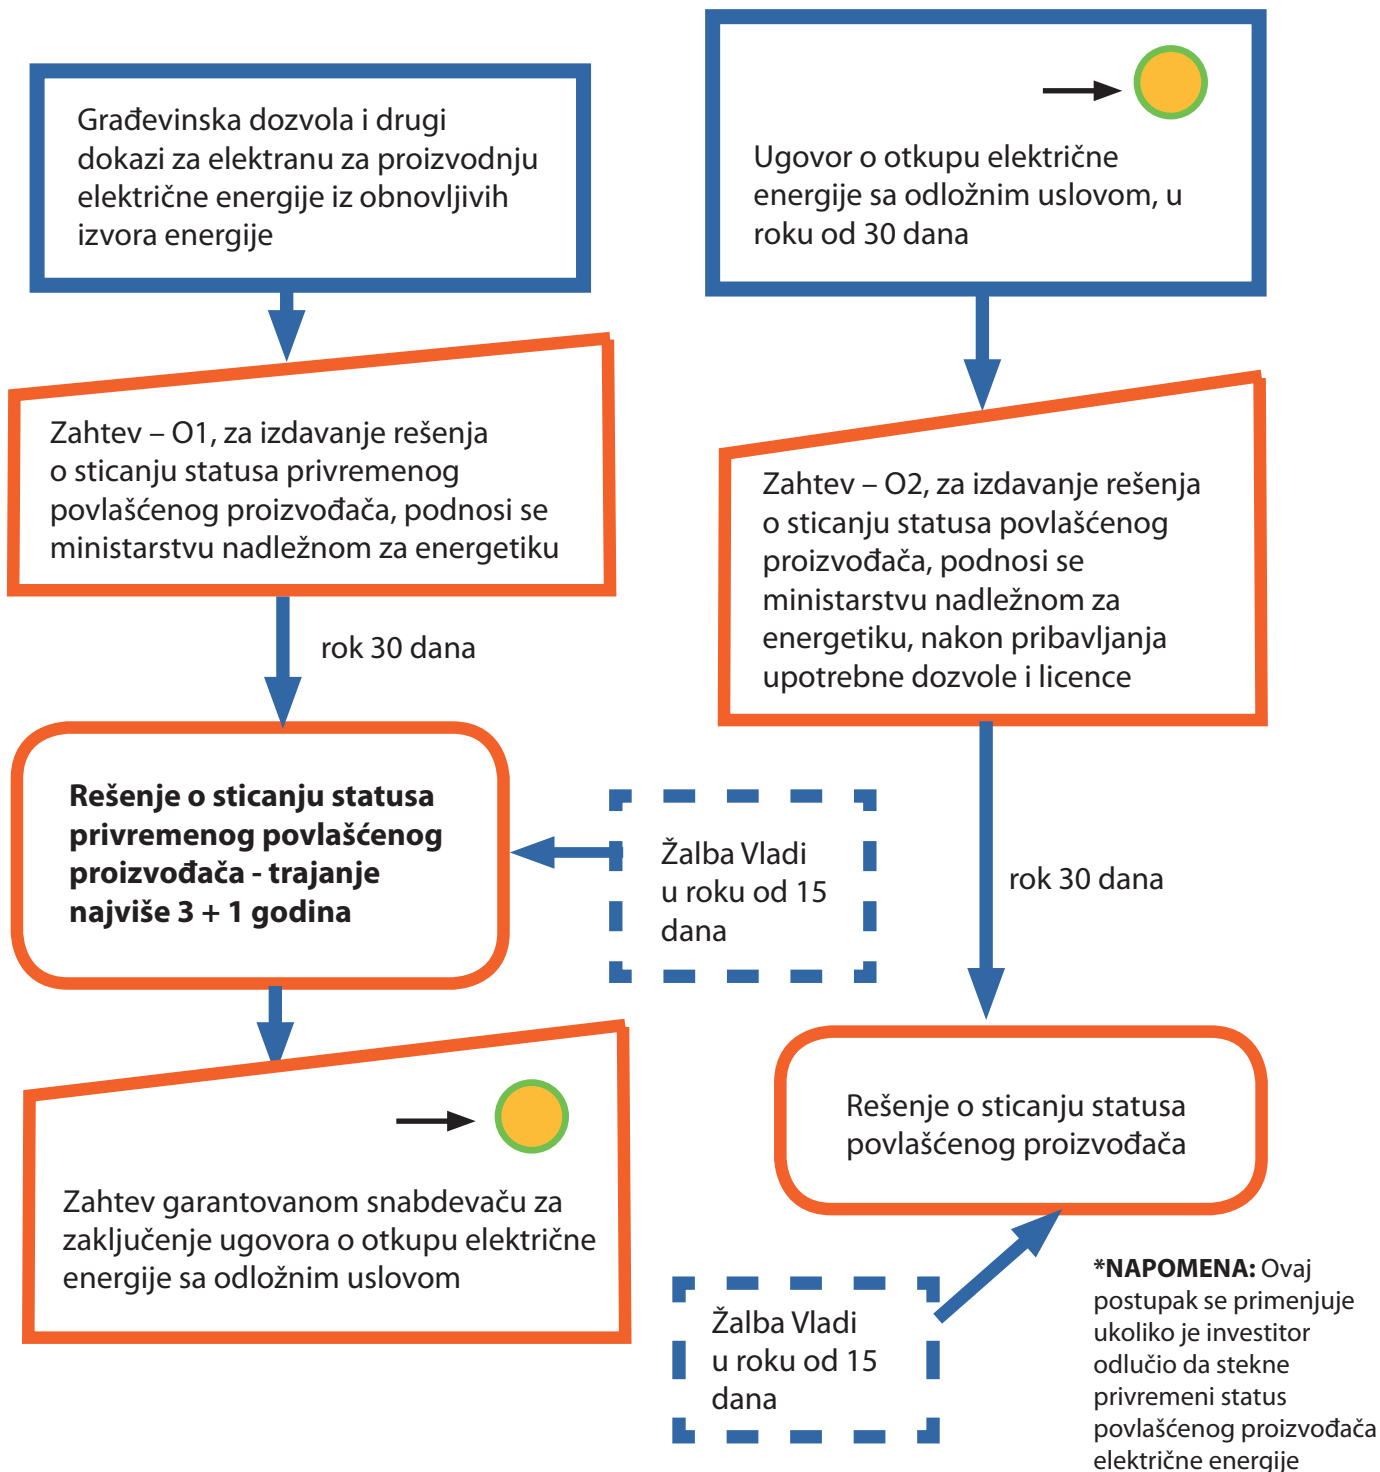 Građevinska dozvola i drugi
dokazi za elektranu za proizvodnju
električne energije iz obnovljivih
izvora energije
Zahtev – O1, za izdavanje rešenja
o sticanju statusa privremenog
povlašćenog proizvođača, podnosi se
ministarstvu nadležnom za energetiku
rok 30 dana
Rešenje o sticanju statusa
privremenog povlašćenog
proizvođača - trajanje
najviše 3 + 1 godina
Žalba Vladi
u roku od 15
dana
Zahtev garantovanom snabdevaču za
zaključenje ugovora o otkupu električne
energije sa odložnim uslovom
Ugovor o otkupu električne
energije sa odložnim uslovom, u
roku od 30 dana
Zahtev – O2, za izdavanje rešenja
o sticanju statusa povlašćenog
proizvođača, podnosi se
ministarstvu nadležnom za
energetiku, nakon pribavljanja
upotrebne dozvole i licence
rok 30 dana
Rešenje o sticanju statusa
povlašćenog proizvođača
Žalba Vladi
u roku od 15
dana
*NAPOMENA: Ovaj
postupak se primenjuje
ukoliko je investitor
odlučio da stekne
privremeni status
povlašćenog proizvođača
električne energije